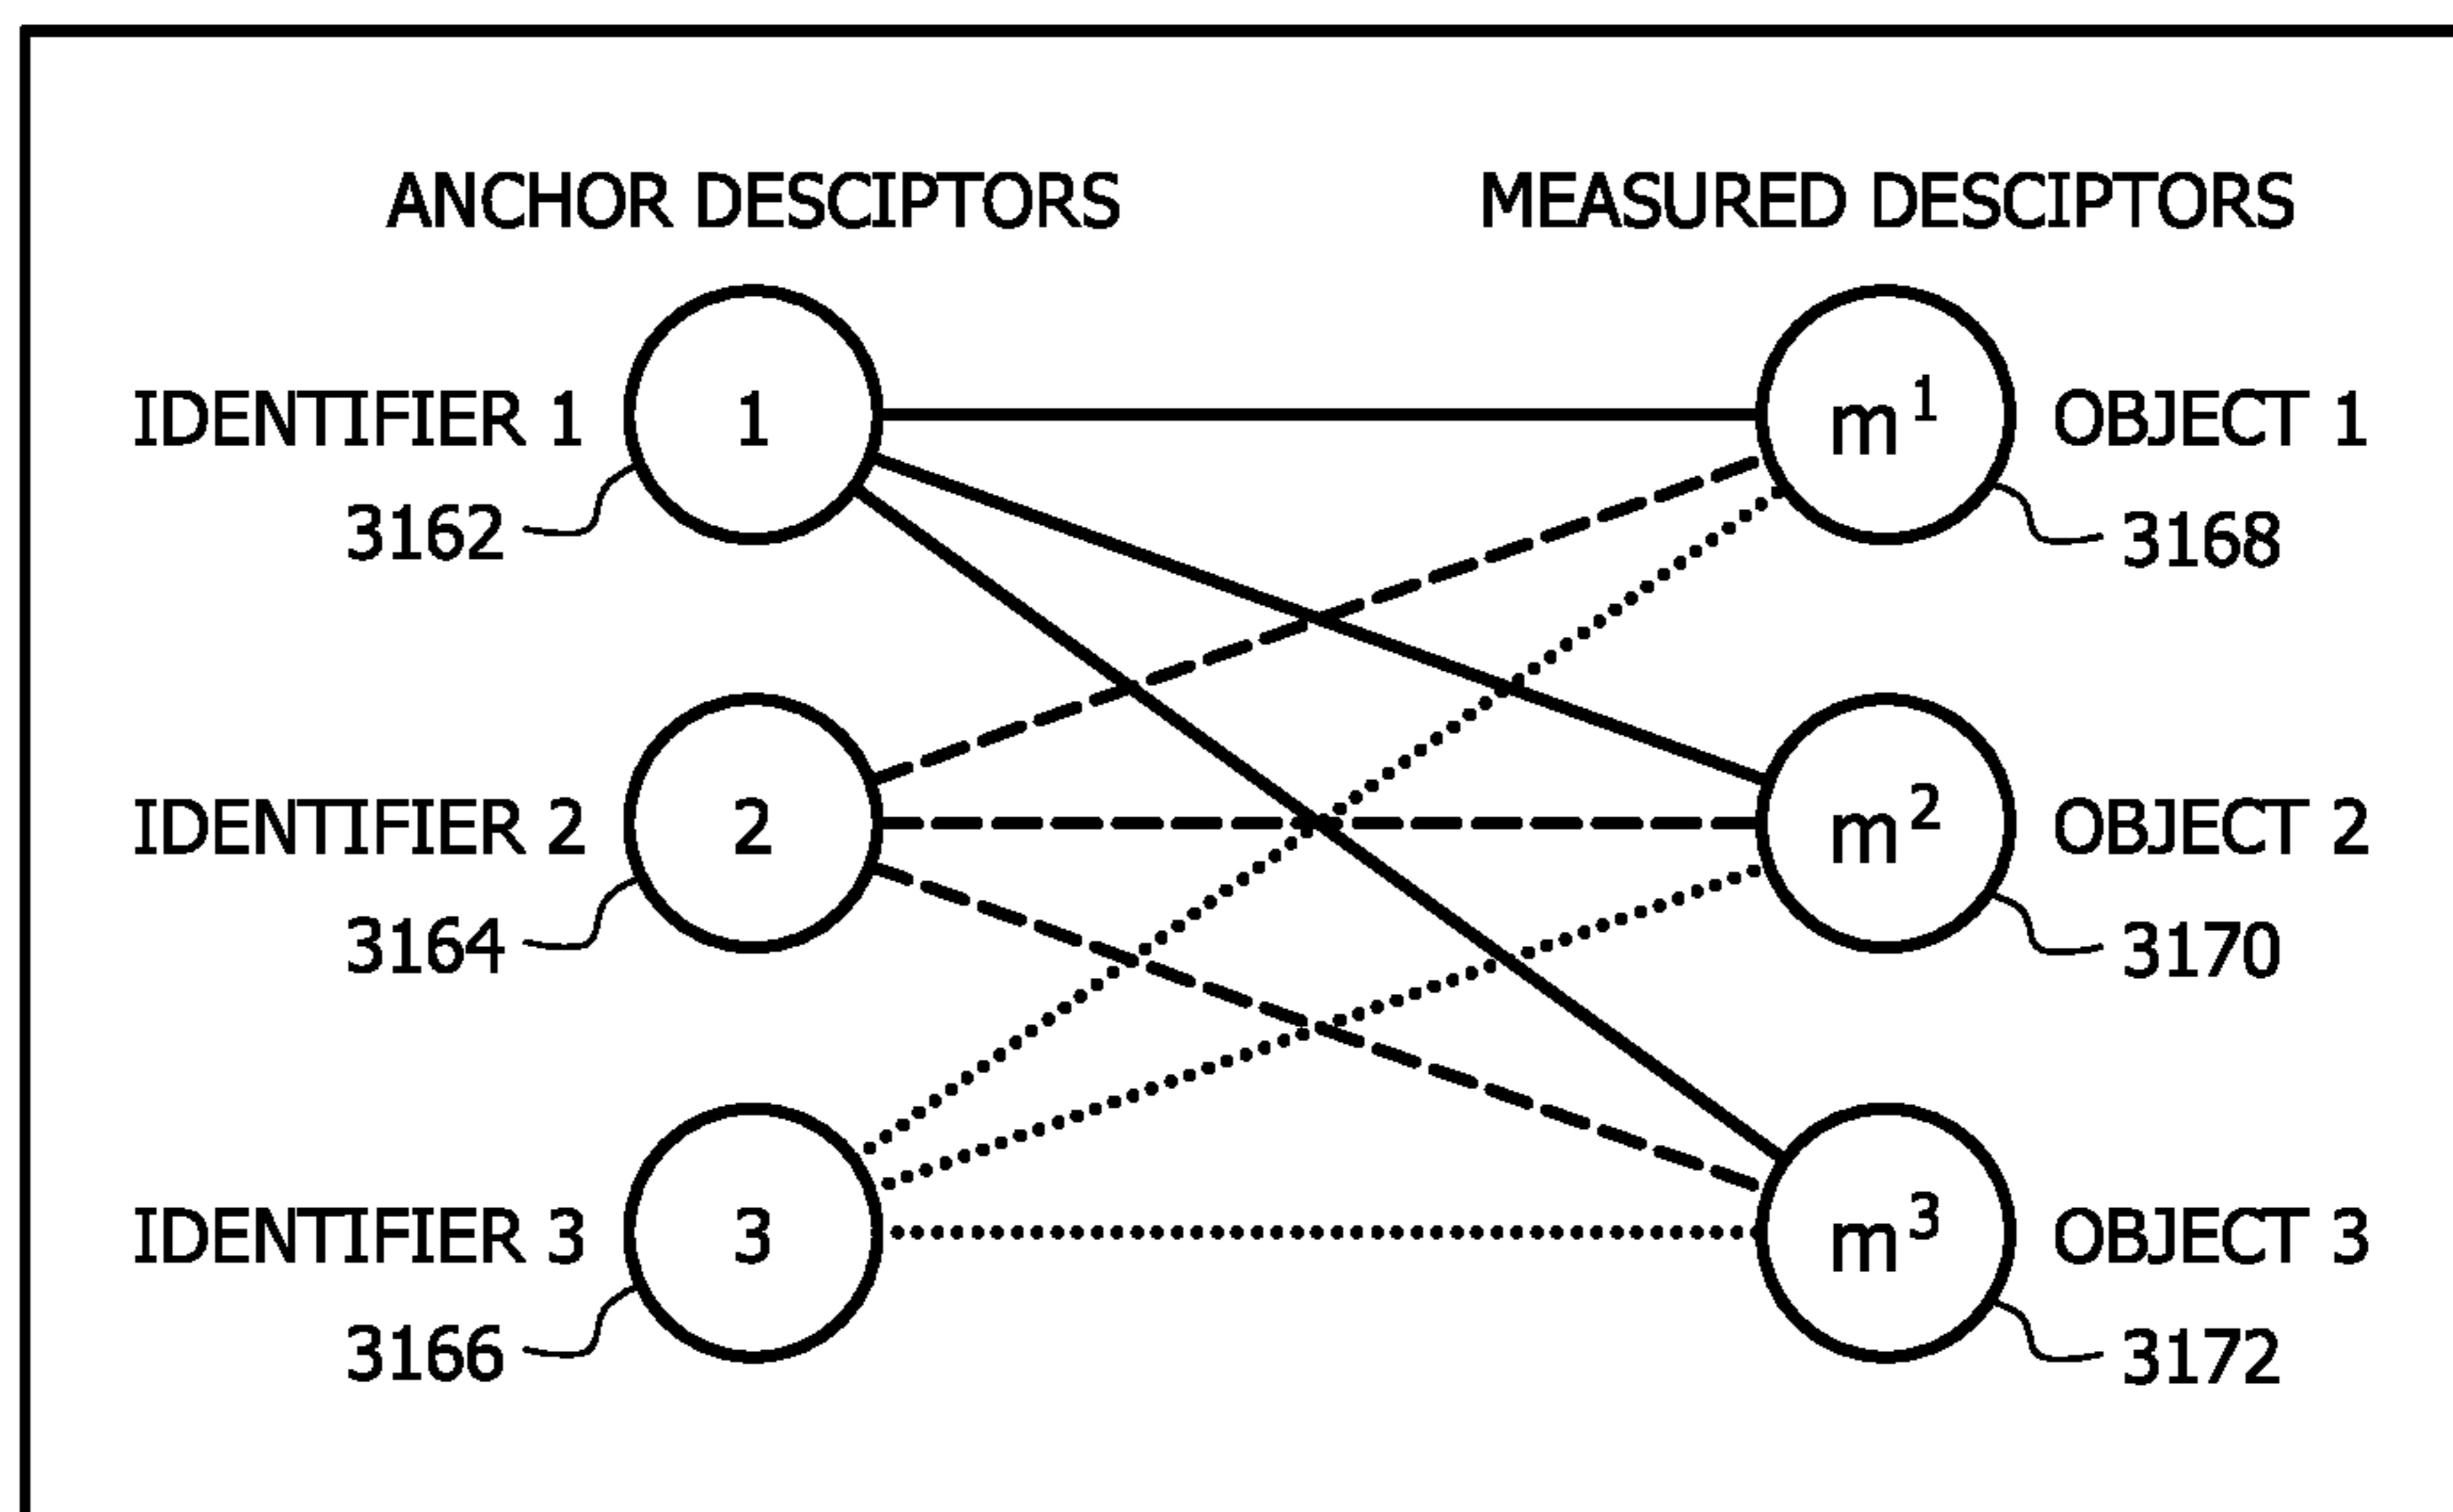 ANCHOR DESCIPTORS MEASURED DESCIPTORS
IDENTIFIER 1 1 m¹ OBJECT 1
3162 3168
IDENTIFIER 2 2 m² OBJECT 2
3164 3170
IDENTIFIER 3 3 m³ OBJECT 3
3166 3172